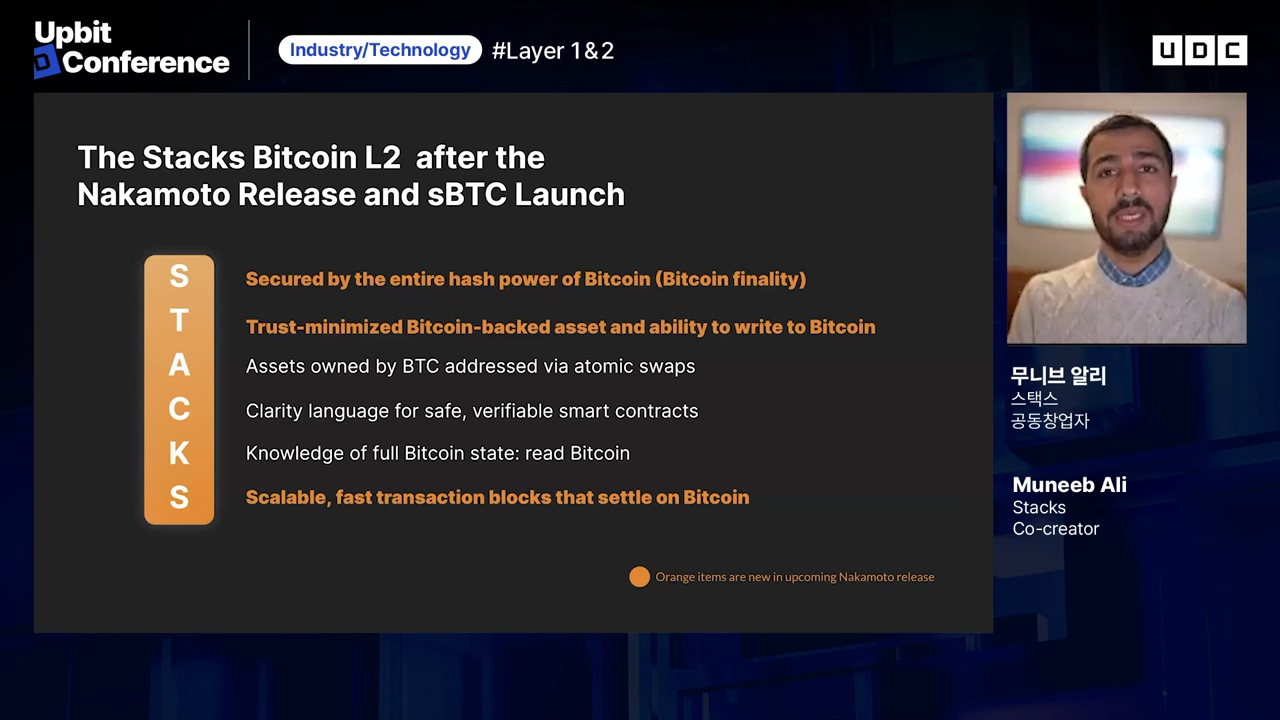 Upbit
D Conference
Industry/Technology #Layer 1&2
UDC
The Stacks Bitcoin L2 after the
Nakamoto Release and sBTC Launch
S Secured by the entire hash power of Bitcoin (Bitcoin finality)
T Trust-minimized Bitcoin-backed asset and ability to write to Bitcoin
A Assets owned by BTC addressed via atomic swaps
C Clarity language for safe, verifiable smart contracts
K Knowledge of full Bitcoin state: read Bitcoin
S Scalable, fast transaction blocks that settle on Bitcoin
Orange items are new in upcoming Nakamoto release
무니브 알리
스택스
공동창업자
Muneeb Ali
Stacks
Co-creator